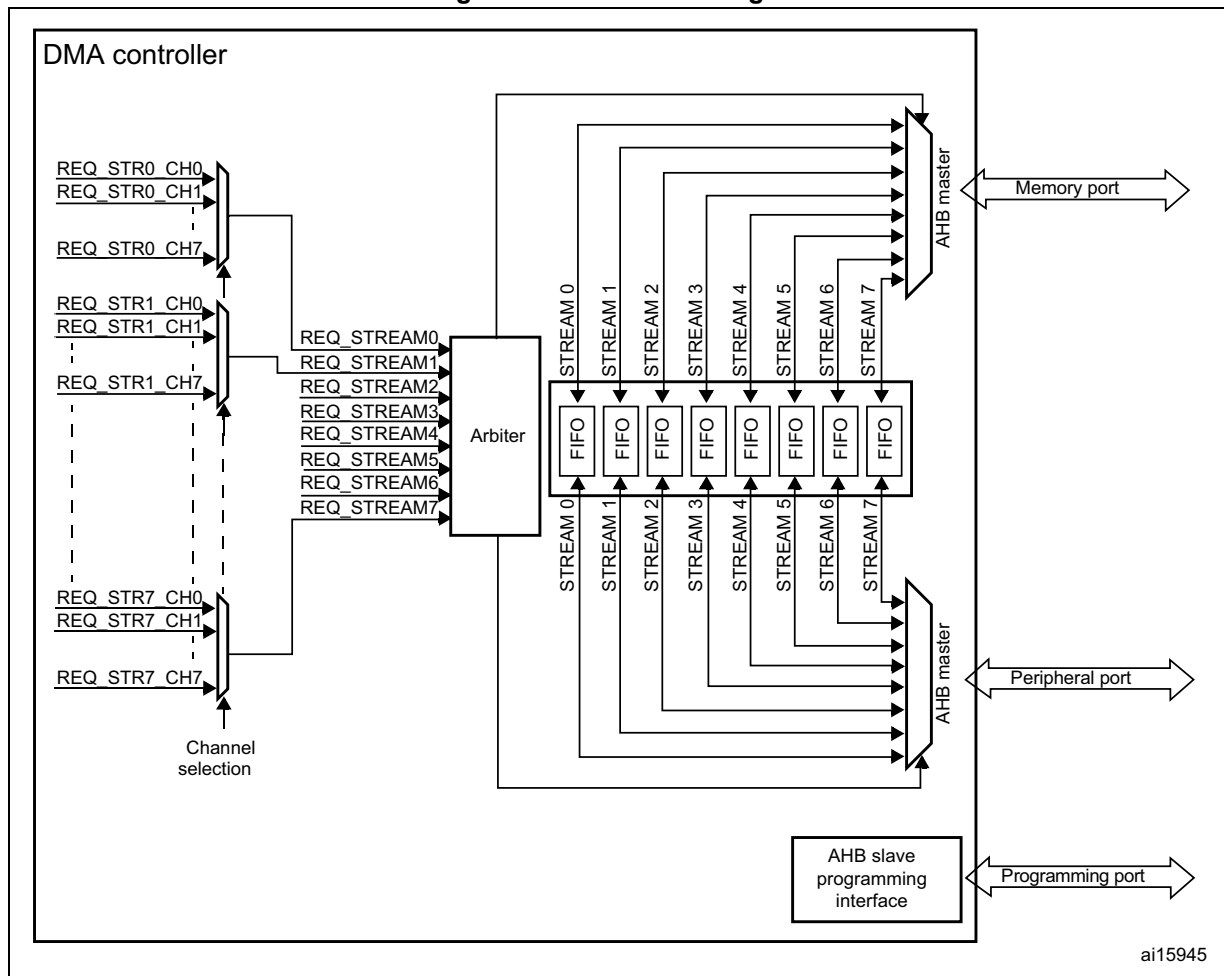 DMA controller
REQ_STR0_CH0
REQ_STR0_CH1
REQ_STR0_CH7
REQ_STR1_CH0
REQ_STR1_CH1
REQ_STR1_CH7
REQ_STR7_CH0
REQ_STR7_CH1
REQ_STR7_CH7
Channel
selection
REQ_STREAM0
REQ_STREAM1
REQ_STREAM2
REQ_STREAM3
REQ_STREAM4
REQ_STREAM5
REQ_STREAM6
REQ_STREAM7
Arbiter
STREAM 0
STREAM 1
STREAM 2
STREAM 3
STREAM 4
STREAM 5
STREAM 6
STREAM 7
FIFO
FIFO
FIFO
FIFO
FIFO
FIFO
FIFO
FIFO
STREAM 0
STREAM 1
STREAM 2
STREAM 3
STREAM 4
STREAM 5
STREAM 6
STREAM 7
AHB master
Memory port
AHB master
Peripheral port
AHB slave
programming
interface
Programming port
ai15945